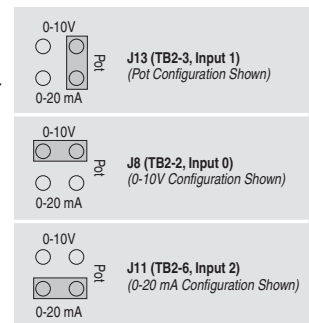 0-10V
Pot
0-20 mA
J13 (TB2-3, Input 1)
(Pot Configuration Shown)
0-10V
Pot
0-20 mA
J8 (TB2-2, Input 0)
(0-10V Configuration Shown)
0-10V
Pot
0-20 mA
J11 (TB2-6, Input 2)
(0-20 mA Configuration Shown)